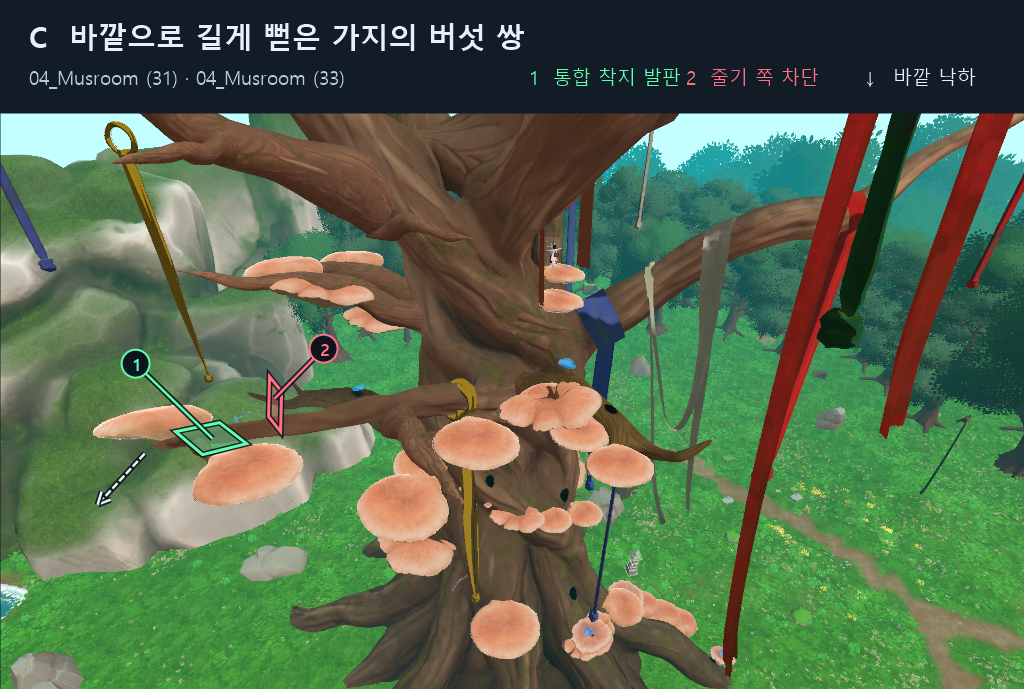 C 바깥으로 길게 뻗은 가지의 버섯 쌍
04_Musroom (31) · 04_Musroom (33)
1 통합 착지 발판 2 줄기 쪽 차단 ↓ 바깥 낙하
2
1